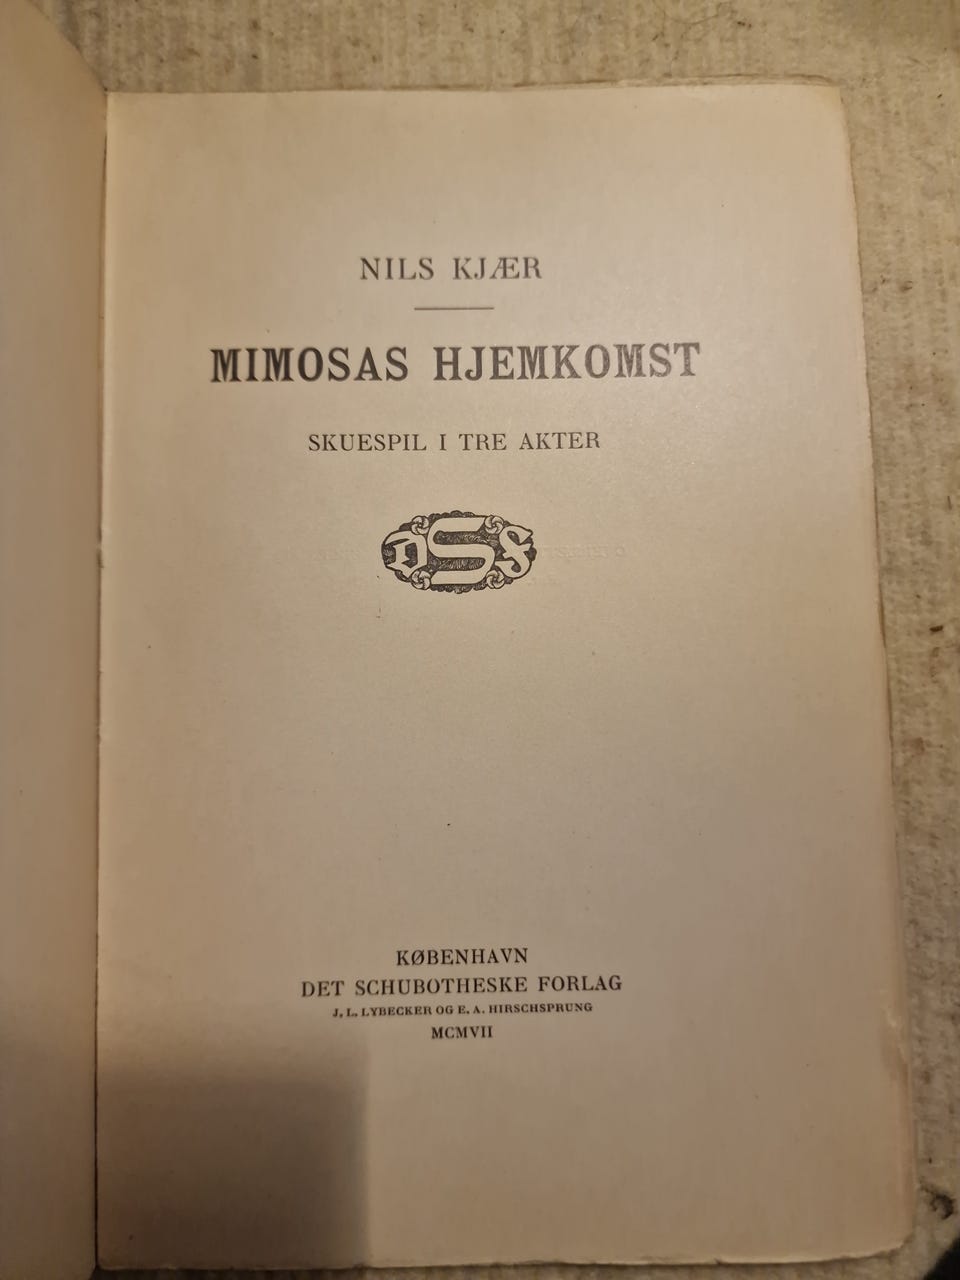 NILS KJÆR
MIMOSAS HJEMKOMST
SKUESPIL I TRE AKTER
DSF
KØBENHAVN
DET SCHUBOTHESKE FORLAG
J. L. LYBECKER OG E. A. HIRSCHSPRUNG
MCMVII